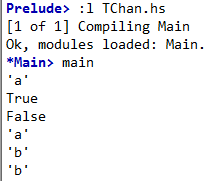 Prelude> :l TChan.hs
[1 of 1] Compiling Main
Ok, modules loaded: Main.
*Main> main
'a'
True
False
'a'
'b'
'b'